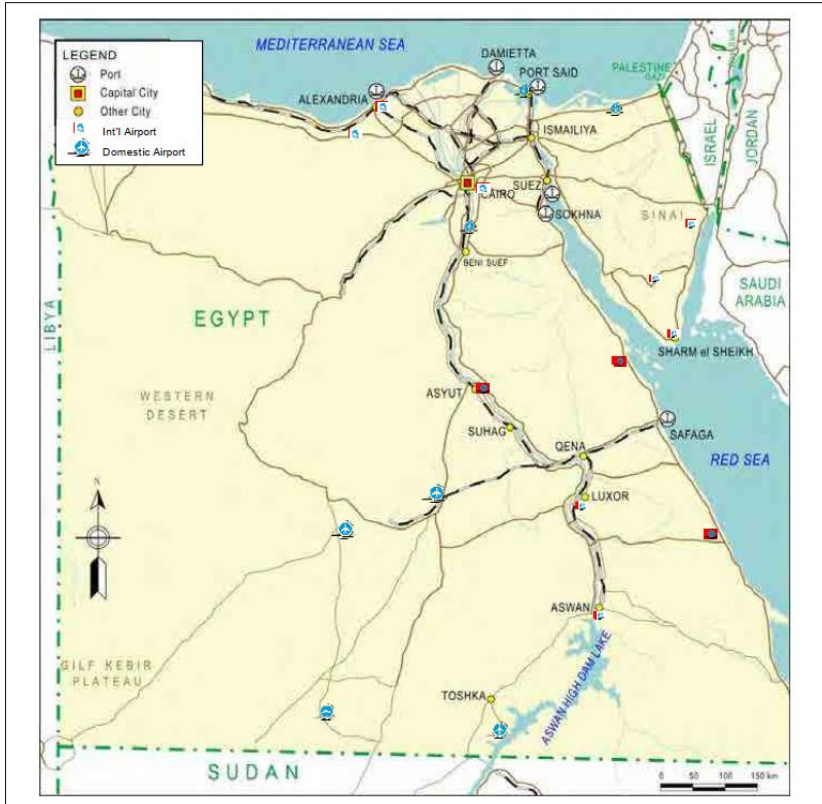 MEDITERRANEAN SEA
LEGEND
Port
Capital City
Other City
Int'l Airport
Domestic Airport
DAMIETTA
PORT SAID
PALESTINE
GAZA
ALEXANDRIA
ISMAILIYA
ISRAEL
JORDAN
SUEZ
CAIRO
SOKHNA
SINAI
BENI SUEF
SAUDI
ARABIA
LIBYA
EGYPT
SHARM el SHEIKH
WESTERN
DESERT
ASYUT
SUHAG
SAFAGA
QENA
RED SEA
N
LUXOR
ASWAN
GILF KEBIR
PLATEAU
TOSHKA
ASWAN HIGH DAM LAKE
SUDAN
0 50 100 150 km